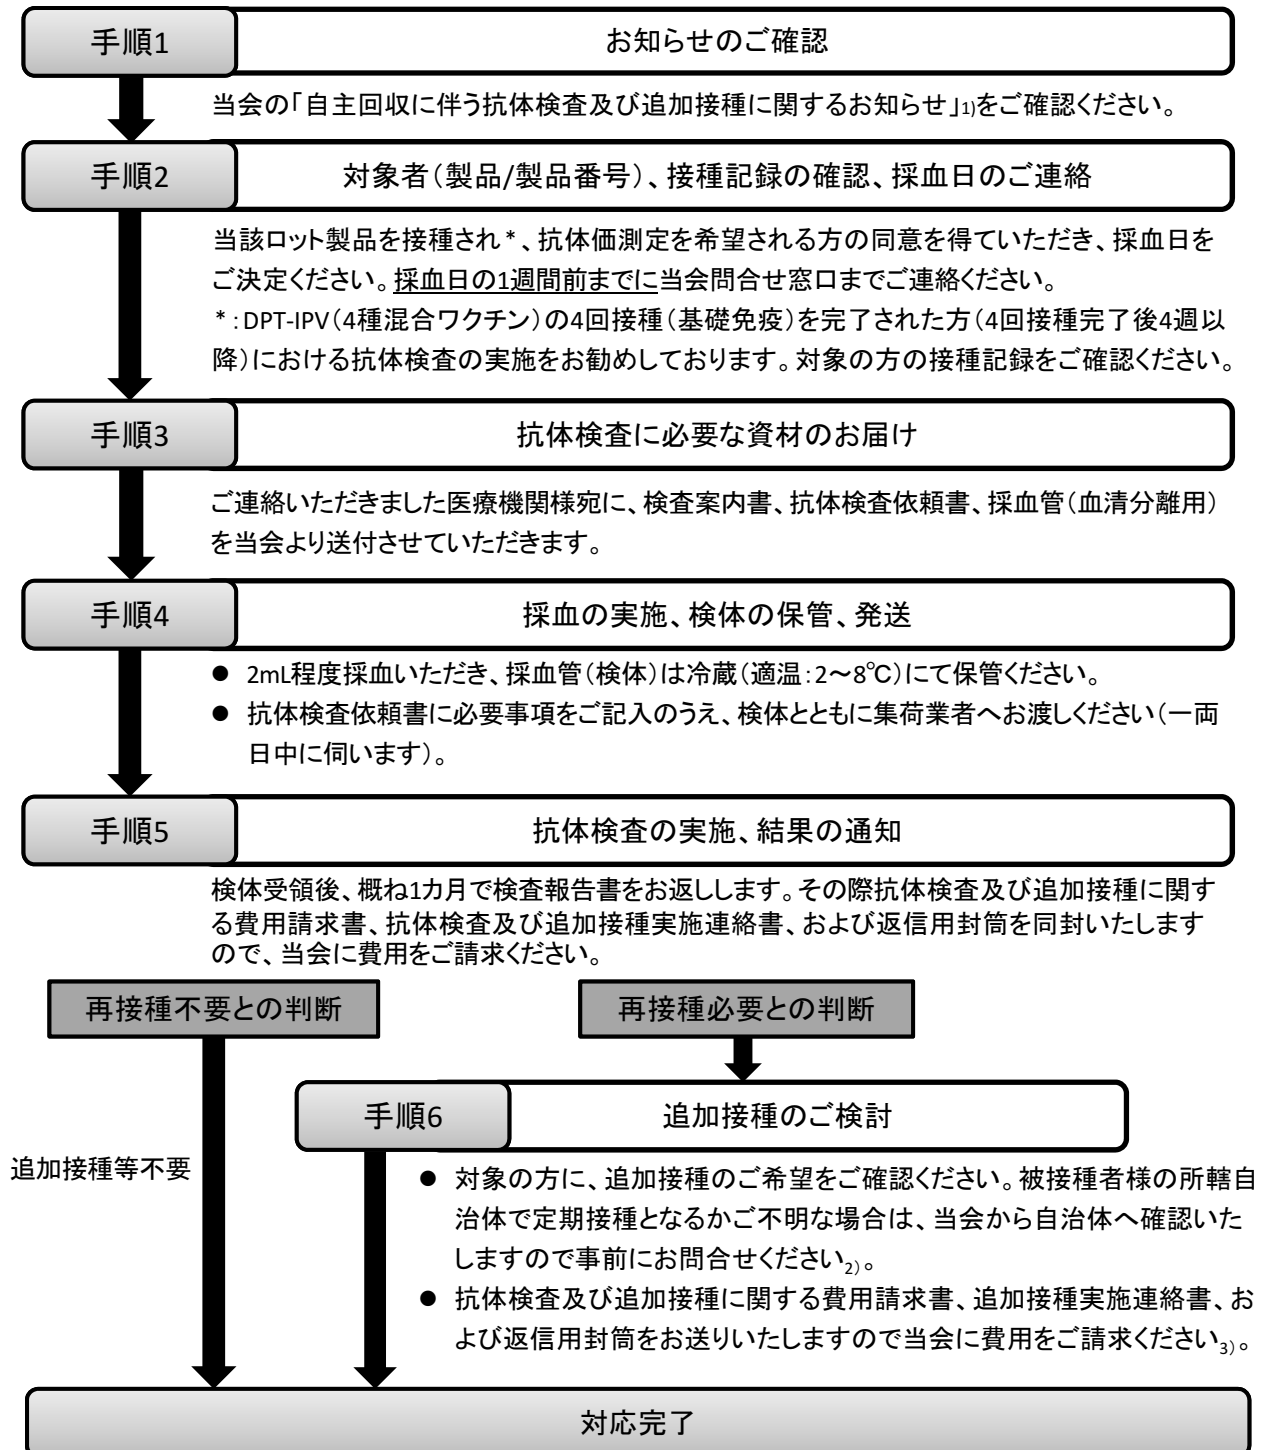 手順1
お知らせのご確認
当会の「自主回収に伴う抗体検査及び追加接種に関するお知らせ」1)をご確認ください。
手順2
対象者（製品/製品番号）、接種記録の確認、採血日のご連絡
当該ロット製品を接種され＊、抗体価測定を希望される方の同意を得ていただき、採血日を
ご決定ください。採血日の1週間前までに当会問合せ窓口までご連絡ください。
＊：DPT-IPV（4種混合ワクチン）の4回接種（基礎免疫）を完了された方（4回接種完了後4週以
降）における抗体検査の実施をお勧めしております。対象の方の接種記録をご確認ください。
手順3
抗体検査に必要な資材のお届け
ご連絡いただきました医療機関様宛に、検査案内書、抗体検査依頼書、採血管（血清分離用）
を当会より送付させていただきます。
手順4
採血の実施、検体の保管、発送
● 2mL程度採血いただき、採血管（検体）は冷蔵（適温：2～8℃）にて保管ください。
● 抗体検査依頼書に必要事項をご記入のうえ、検体とともに集荷業者へお渡しください（一両
日中に伺います）。
手順5
抗体検査の実施、結果の通知
検体受領後、概ね1カ月で検査報告書をお返しします。その際抗体検査及び追加接種に関す
る費用請求書、抗体検査及び追加接種実施連絡書、および返信用封筒を同封いたします
ので、当会に費用をご請求ください。
再接種不要との判断
再接種必要との判断
手順6
追加接種のご検討
追加接種等不要
● 対象の方に、追加接種のご希望をご確認ください。被接種者様の所轄自
治体で定期接種となるかご不明な場合は、当会から自治体へ確認いた
しますので事前にお問合せください2)。
● 抗体検査及び追加接種に関する費用請求書、追加接種実施連絡書、お
よび返信用封筒をお送りいたしますので当会に費用をご請求ください3)。
対応完了